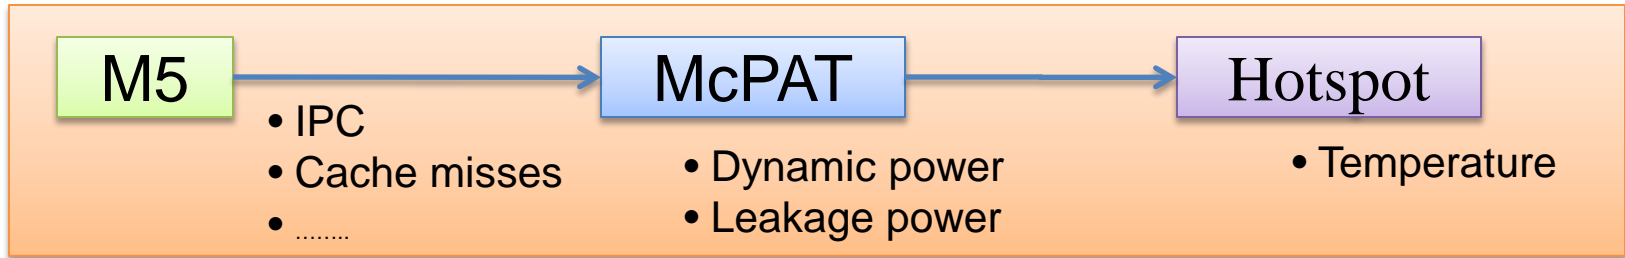 M5
McPAT
Hotspot
• IPC
• Cache misses
• ........
• Dynamic power
• Leakage power
• Temperature